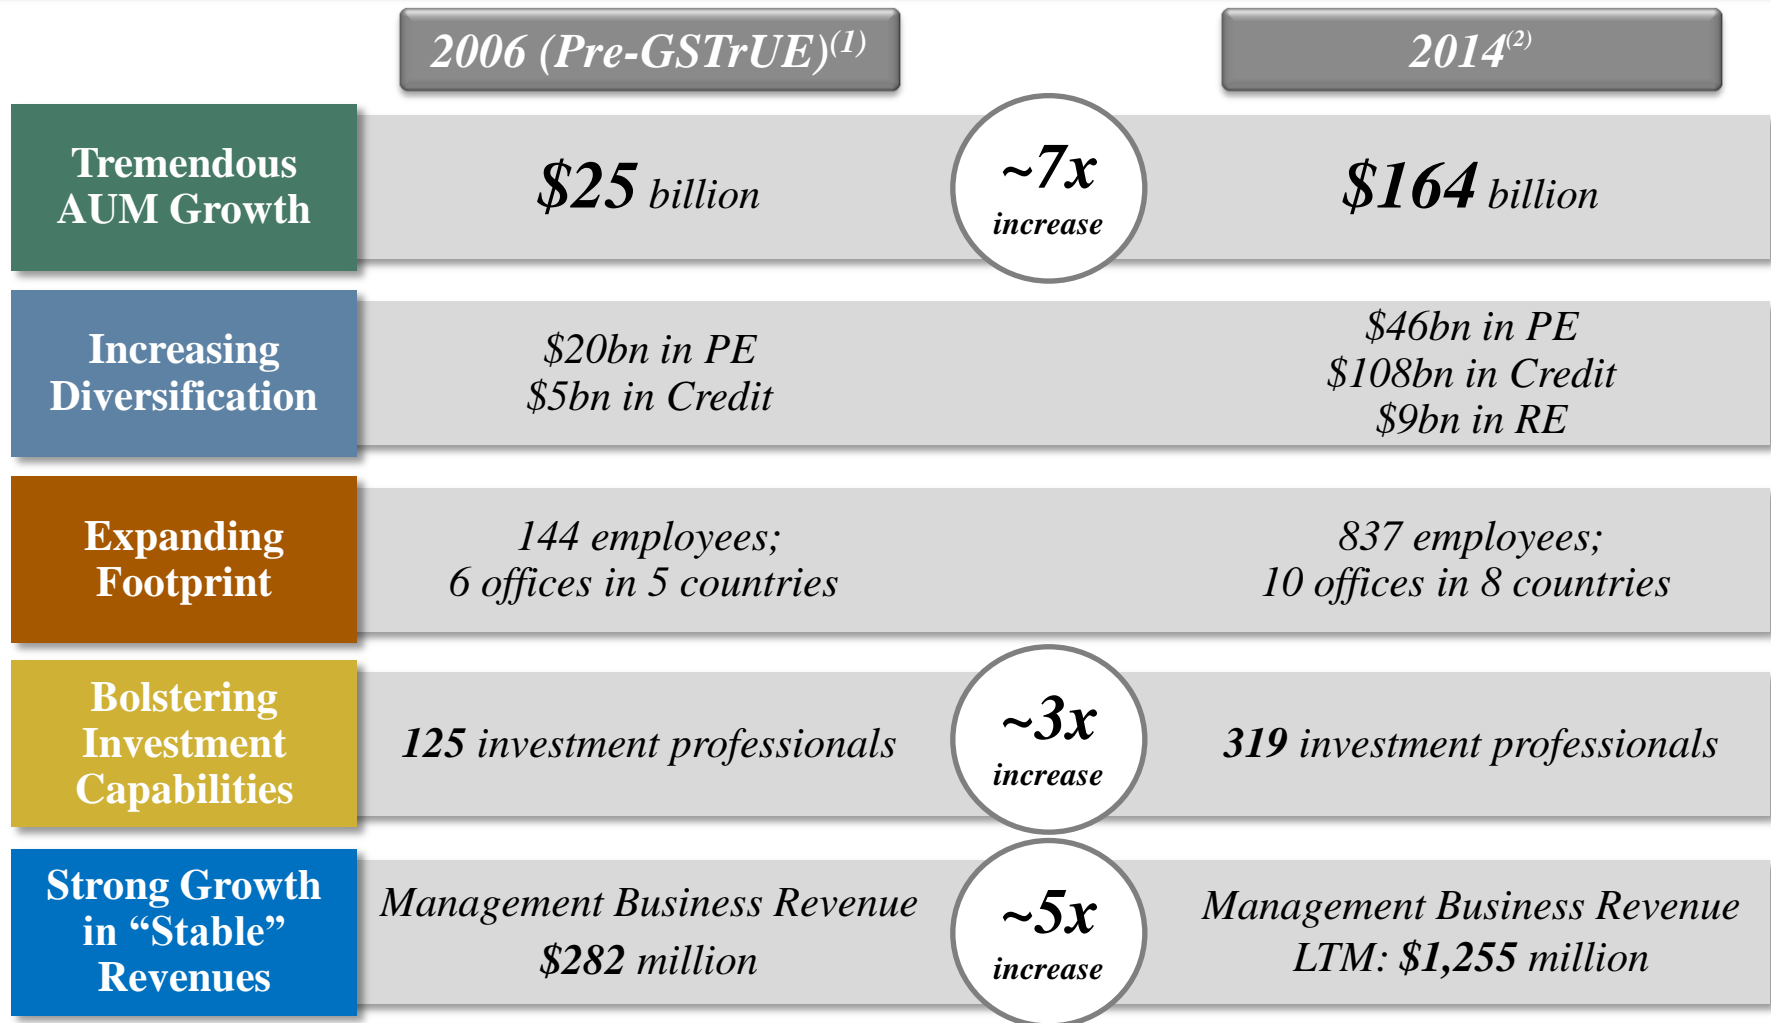 2006 (Pre-GSTrUE)(1)
2014(2)
Tremendous
AUM Growth
$25 billion
~7x
increase
$164 billion
Increasing
Diversification
$20bn in PE
$5bn in Credit
$46bn in PE
$108bn in Credit
$9bn in RE
Expanding
Footprint
144 employees;
6 offices in 5 countries
837 employees;
10 offices in 8 countries
Bolstering
Investment
Capabilities
125 investment professionals
~3x
increase
319 investment professionals
Strong Growth
in “Stable”
Revenues
Management Business Revenue
$282 million
~5x
increase
Management Business Revenue
LTM: $1,255 million